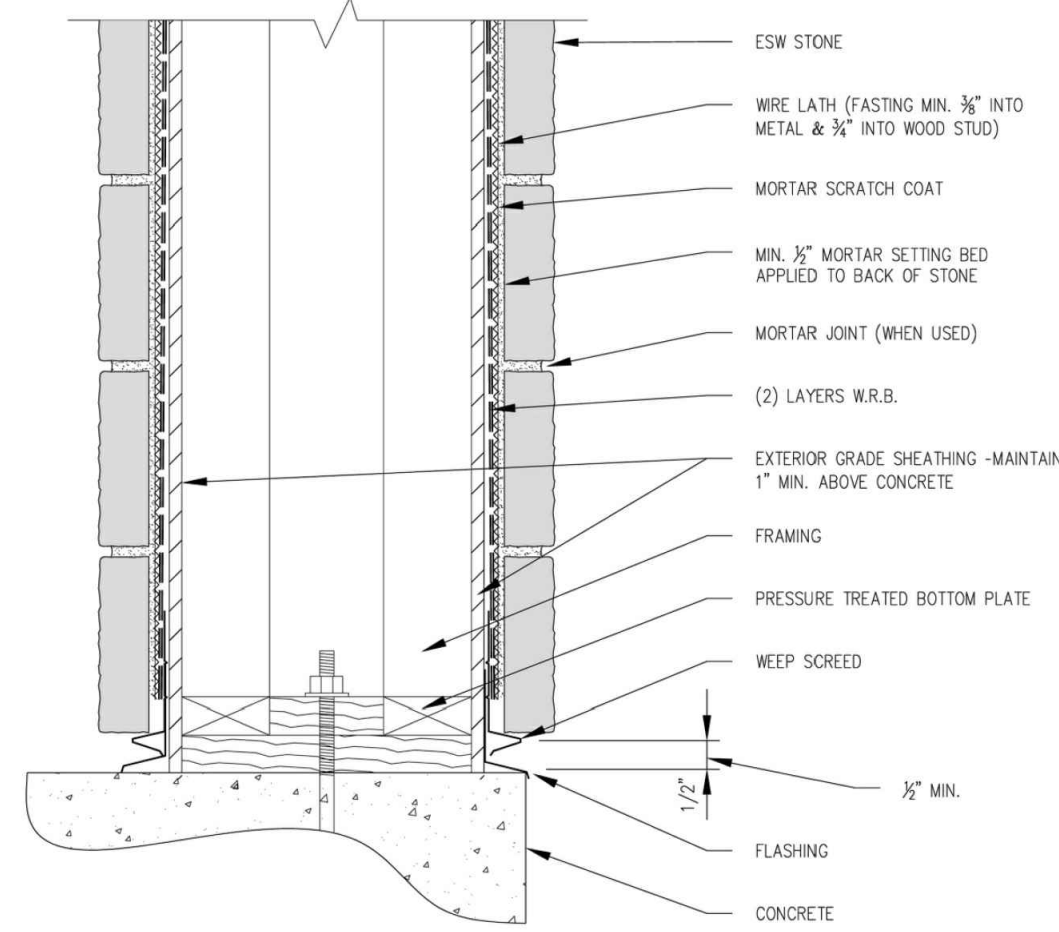 ESW STONE
WIRE LATH (FASTING MIN. ⅜" INTO
METAL & ¾" INTO WOOD STUD)
MORTAR SCRATCH COAT
MIN. ½" MORTAR SETTING BED
APPLIED TO BACK OF STONE
MORTAR JOINT (WHEN USED)
(2) LAYERS W.R.B.
EXTERIOR GRADE SHEATHING -MAINTAIN
1" MIN. ABOVE CONCRETE
FRAMING
PRESSURE TREATED BOTTOM PLATE
WEEP SCREED
1/2"
½" MIN.
FLASHING
CONCRETE